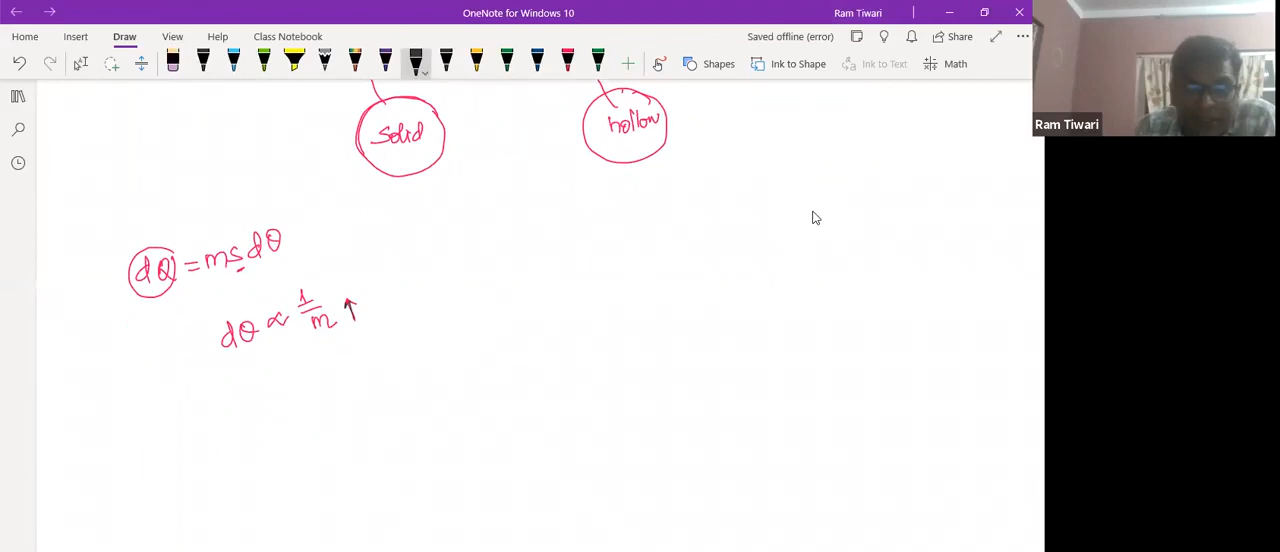 OneNote for Windows 10
Ram Tiwari
Home Insert Draw View Help Class Notebook
Saved offline (error)
Share
Shapes
Ink to Shape
Ink to Text
Math
Ram Tiwari
Solid
hollow
dQ = msdθ
dθ ∝ 1/m ↑